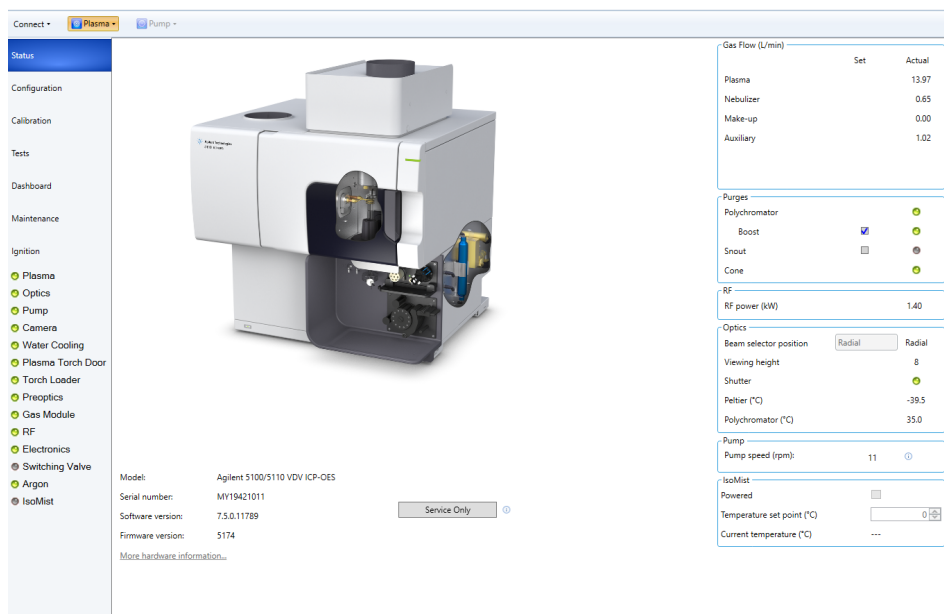 Connect
Plasma
Pump
Status
Configuration
Calibration
Tests
Dashboard
Maintenance
Ignition
Plasma
Optics
Pump
Camera
Water Cooling
Plasma Torch Door
Torch Loader
Preoptics
Gas Module
RF
Electronics
Switching Valve
Argon
IsoMist
Agilent Technologies
Model: Agilent 5100/5110 VDV ICP-OES
Serial number: MY19421011
Software version: 7.5.0.11789
Firmware version: 5174
More hardware information...
Service Only
Gas Flow (L/min)
Set Actual
Plasma 13.97
Nebulizer 0.65
Make-up 0.00
Auxiliary 1.02
Purges
Polychromator
Boost
Snout
Cone
RF
RF power (kW) 1.40
Optics
Beam selector position Radial Radial
Viewing height 8
Shutter
Peltier (°C) -39.5
Polychromator (°C) 35.0
Pump
Pump speed (rpm): 11
IsoMist
Powered
Temperature set point (°C) 0
Current temperature (°C) ---